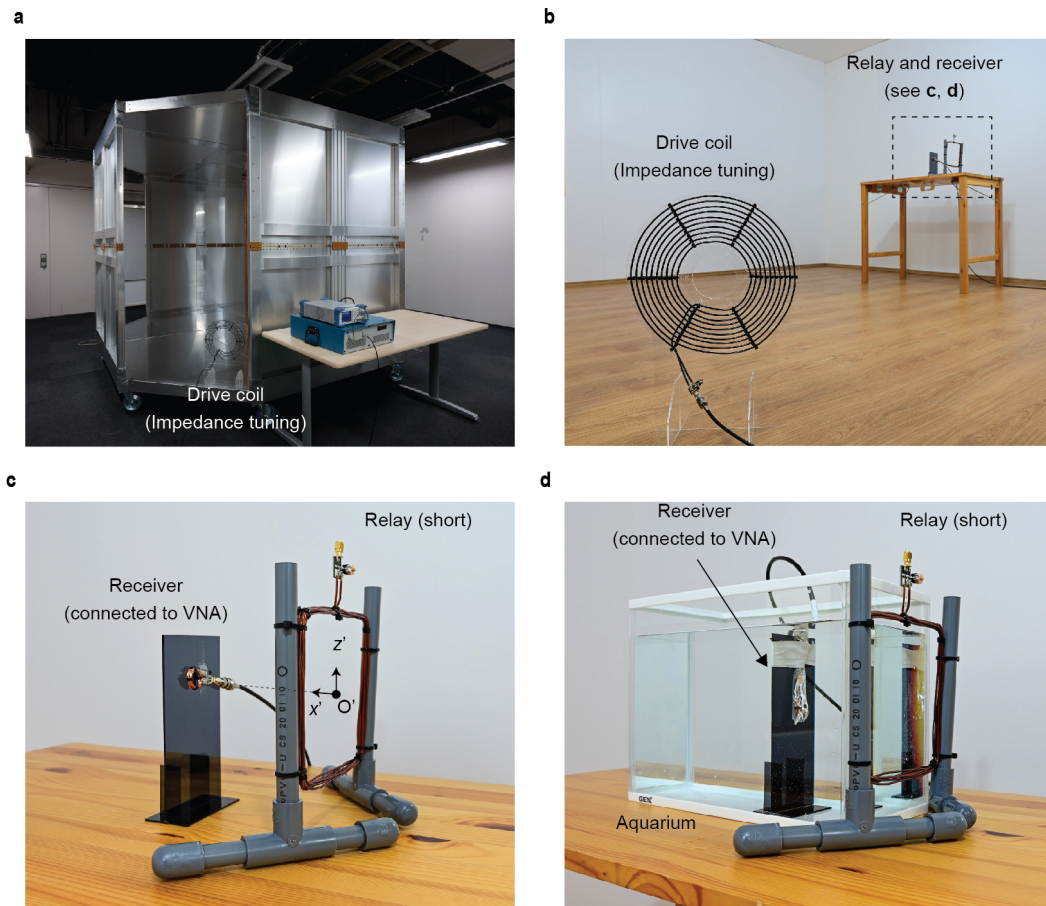 a
Drive coil
(Impedance tuning)
b
Relay and receiver
(see c, d)
Drive coil
(Impedance tuning)
c
Relay (short)
Receiver
(connected to VNA)
z'
x'
O'
d
Receiver
(connected to VNA)
Relay (short)
GEX
Aquarium